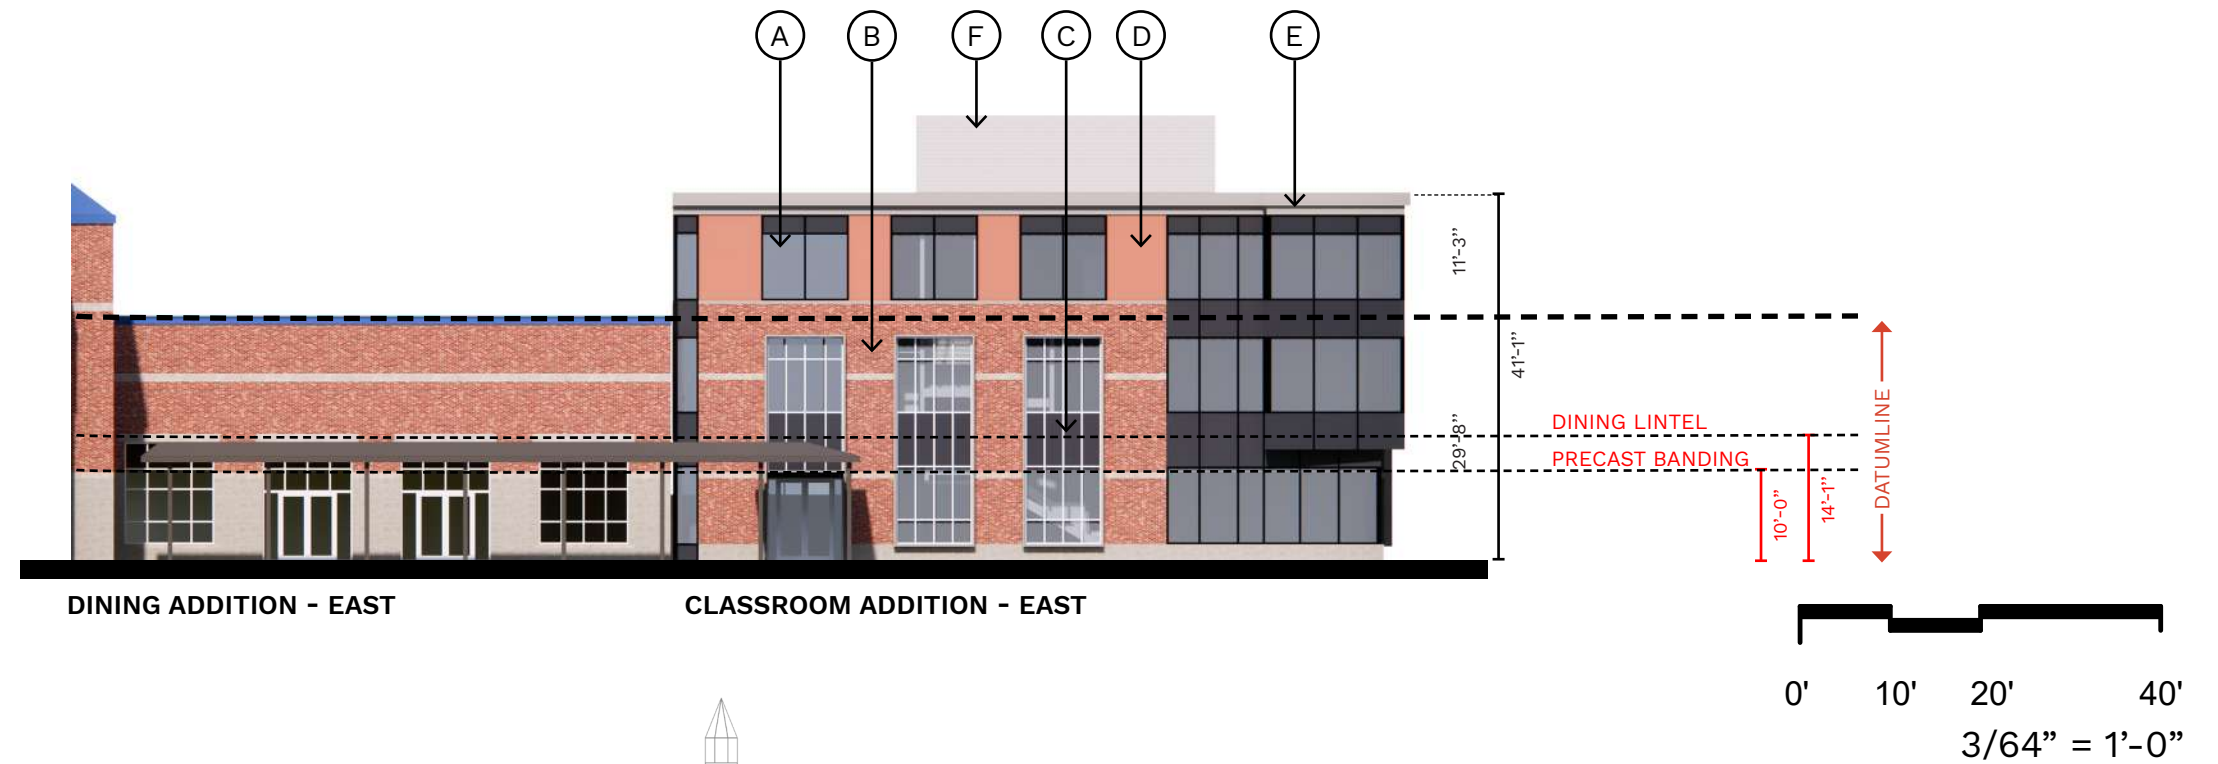 A B F C D E
11’-3”
41’-1”
29’-8”
DINING LINTEL
PRECAST BANDING
10’-0”
14’-1”
DATUMLINE
DINING ADDITION - EAST
CLASSROOM ADDITION - EAST
0' 10' 20' 40'
3/64” = 1’-0”